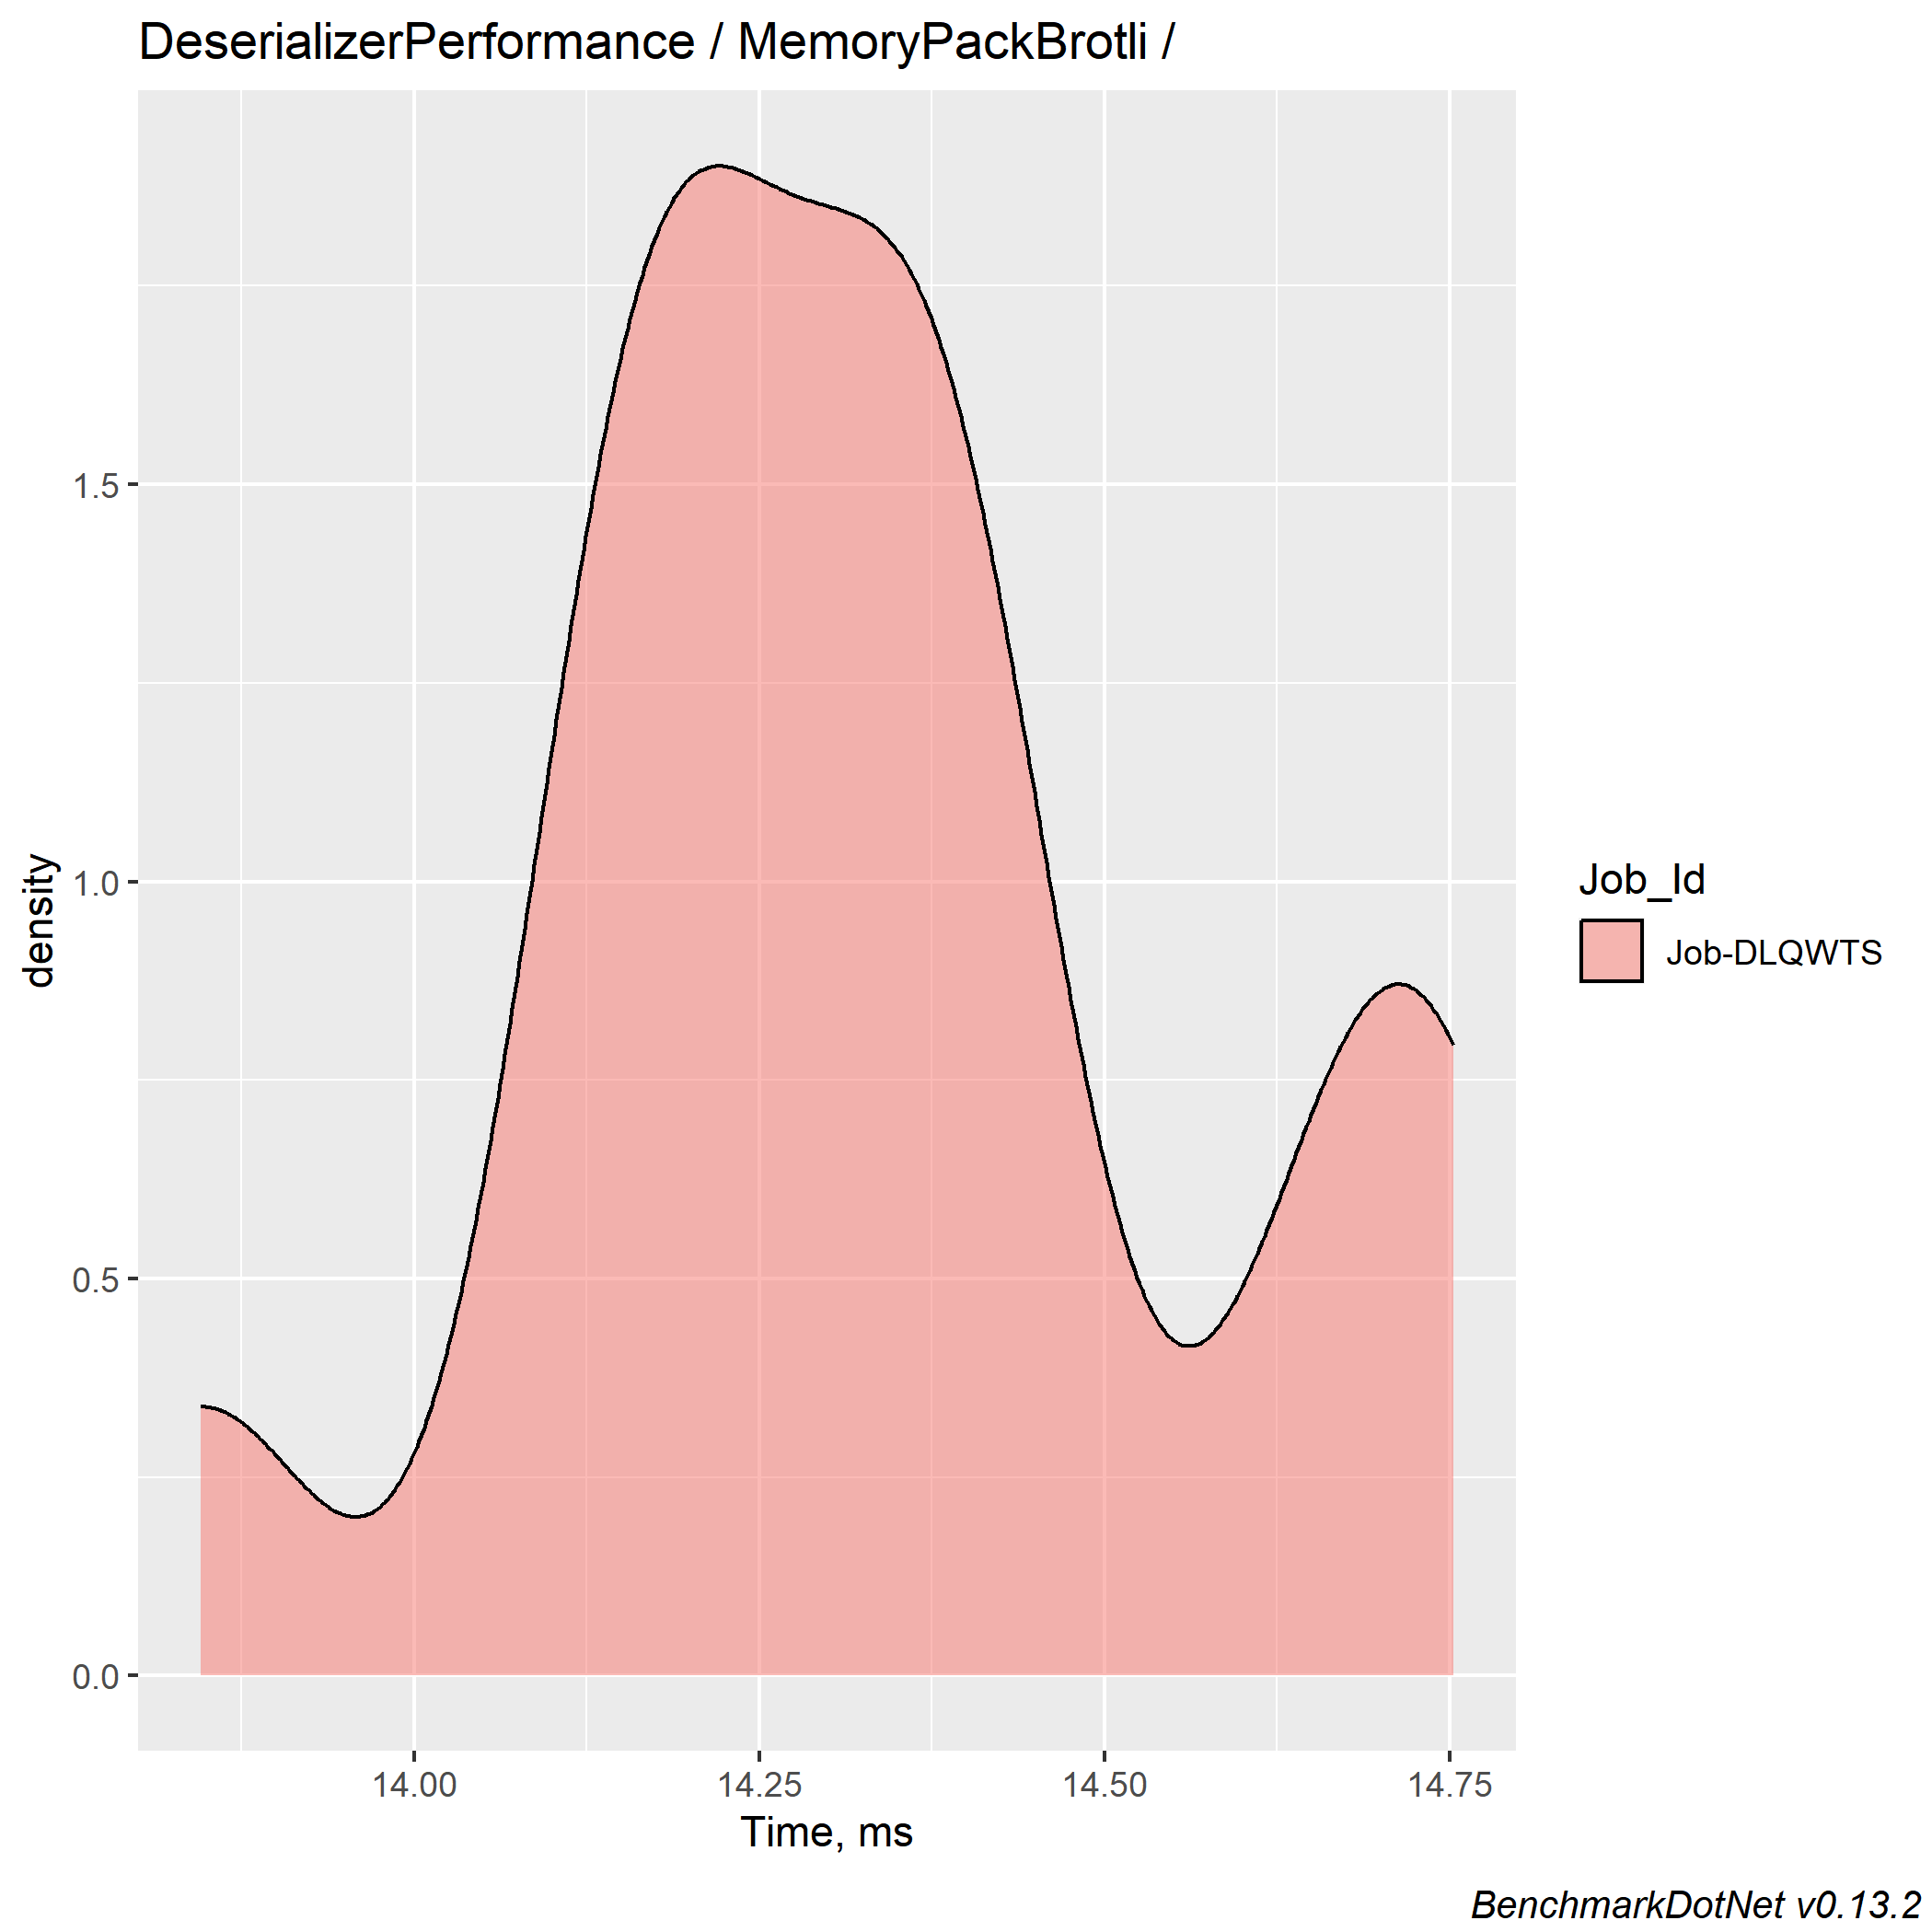 DeserializerPerformance / MemoryPackBrotli /
1.5
1.0
0.5
0.0
density
14.00 14.25 14.50 14.75
Time, ms
Job_Id
Job-DLQWTS
BenchmarkDotNet v0.13.2